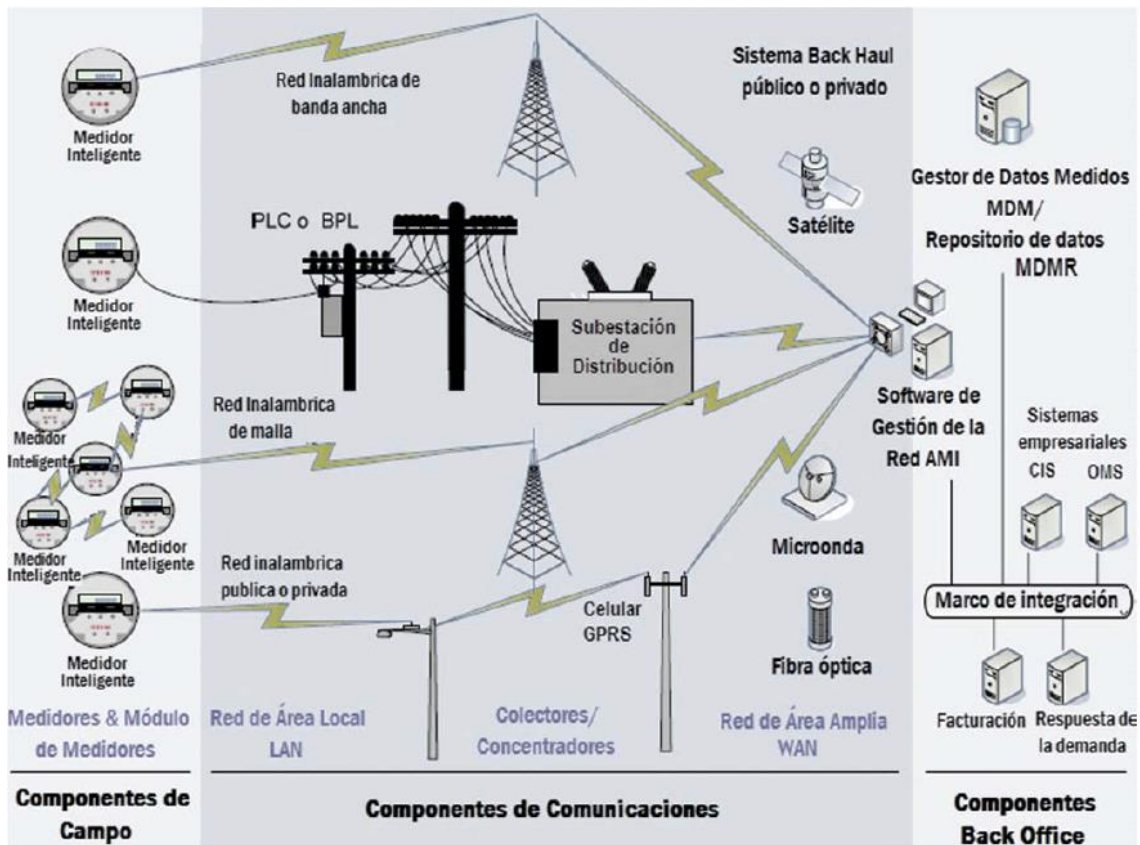 Medidor
Inteligente
Red Inalambrica de
banda ancha
Sistema Back Haul
público o privado
Gestor de Datos Medidos
MDM/
Repositorio de datos
MDMR
Medidor
Inteligente
PLC o BPL
Subestación
de
Distribución
Satélite
Software de
Gestión de la
Red AMI
Sistemas
empresariales
CIS
OMS
Medidor
Inteligente
Red Inalambrica
de malla
Medidor
Inteligente
Medidor
Inteligente
Medidor
Inteligente
Red inalambrica
publica o privada
Celular
GPRS
Microonda
Fibra óptica
Marco de integración
Facturación
Respuesta de
la demanda
Medidores & Módulo
de Medidores
Red de Área Local
LAN
Colectores/
Concentradores
Red de Área Amplia
WAN
Componentes de
Campo
Componentes de Comunicaciones
Componentes
Back Office